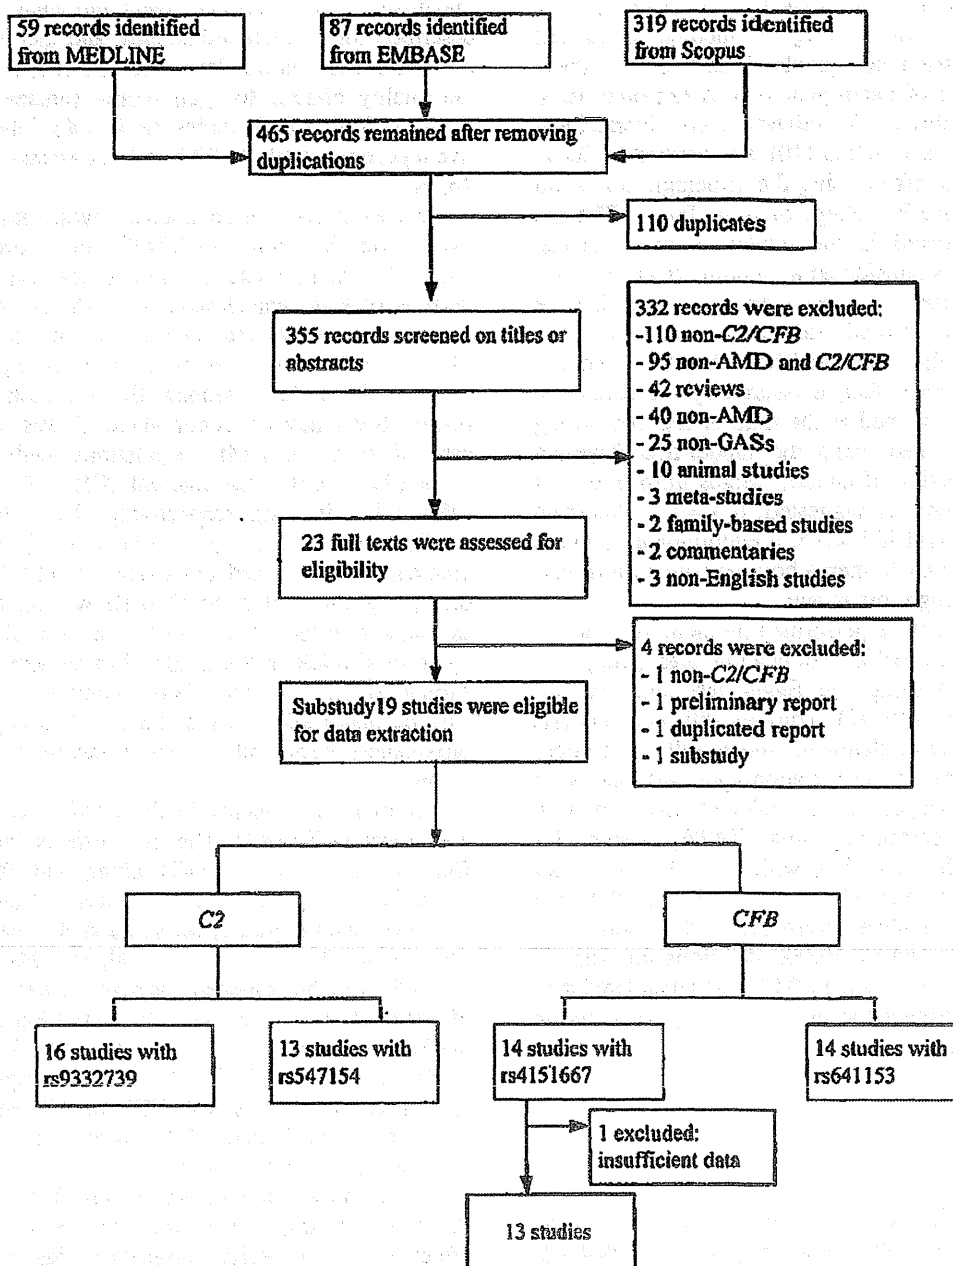 59 records identified
from MEDLINE
87 records identified
from EMBASE
319 records identified
from Scopus
465 records remained after removing
duplications
110 duplicates
355 records screened on titles or
abstracts
332 records were excluded:
-110 non-C2/CFB
- 95 non-AMD and C2/CFB
- 42 reviews
- 40 non-AMD
- 25 non-GASs
- 10 animal studies
- 3 meta-studies
- 2 family-based studies
- 2 commentaries
- 3 non-English studies
23 full texts were assessed for
eligibility
4 records were excluded:
- 1 non-C2/CFB
- 1 preliminary report
- 1 duplicated report
- 1 substudy
Substudy19 studies were eligible
for data extraction
C2
CFB
16 studies with
rs9332739
13 studies with
rs547154
14 studies with
rs4151667
14 studies with
rs641153
1 excluded:
insufficient data
13 studies